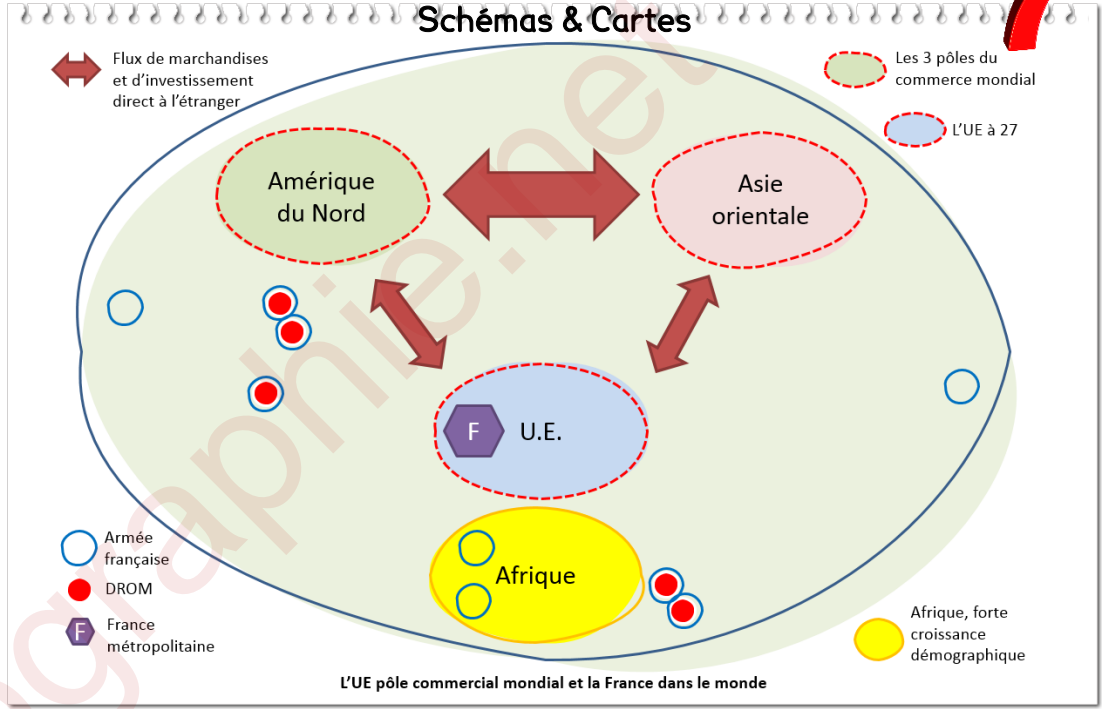 Schémas & Cartes
Flux de marchandises
et d'investissement
direct à l'étranger
Les 3 pôles du
commerce mondial
L'UE à 27
Amérique
du Nord
Asie
orientale
F
U.E.
Afrique
Armée
française
DROM
F
France
métropolitaine
Afrique, forte
croissance
démographique
L'UE pôle commercial mondial et la France dans le monde
ographie.net